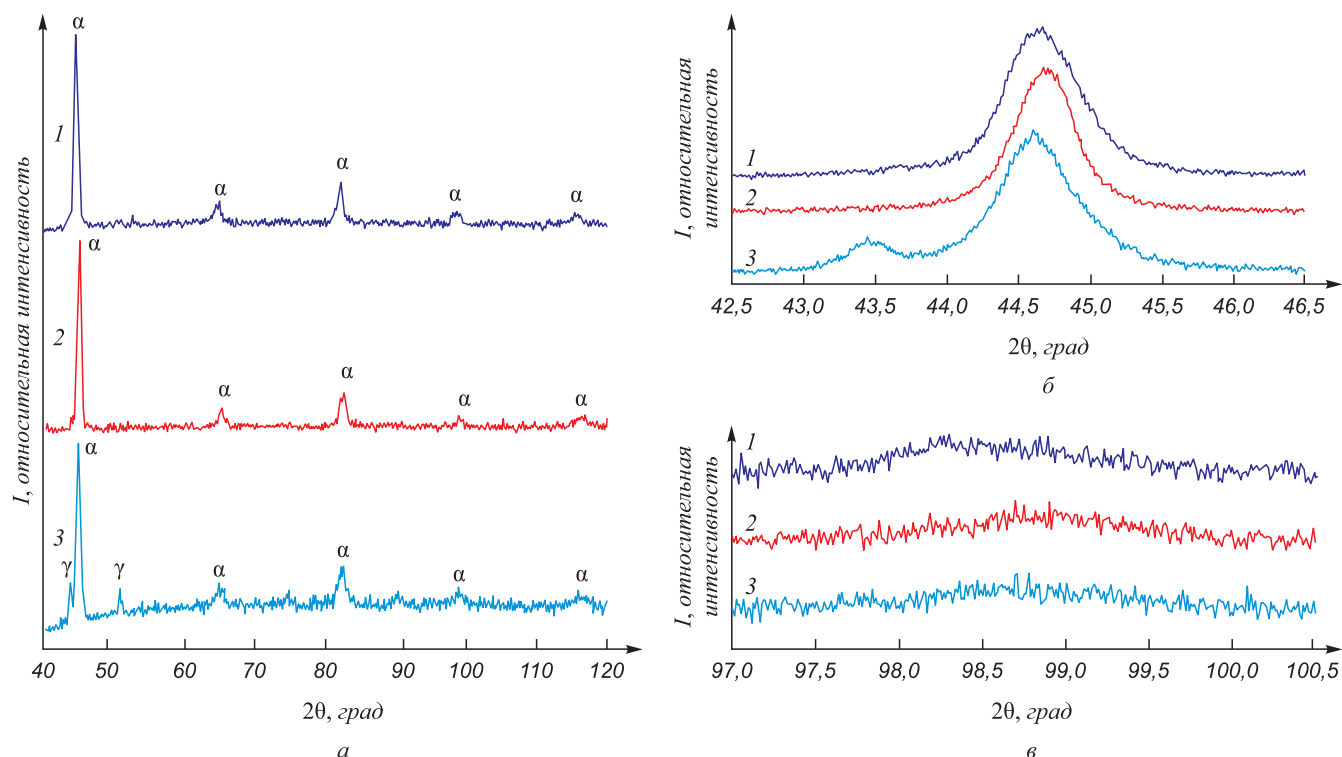 I, относительная интенсивность
α
1
α
α
α
α
α
2
α
α
α
α
α
3
γ
γ
α
α
α
α
40 50 60 70 80 90 100 110 120
2θ, град
а
I, относительная
интенсивность
1
2
3
42,5 43,0 43,5 44,0 44,5 45,0 45,5 46,0 46,5
2θ, град
б
I, относительная
интенсивность
1
2
3
97,0 97,5 98,0 98,5 99,0 99,5 100,0 100,5
2θ, град
в